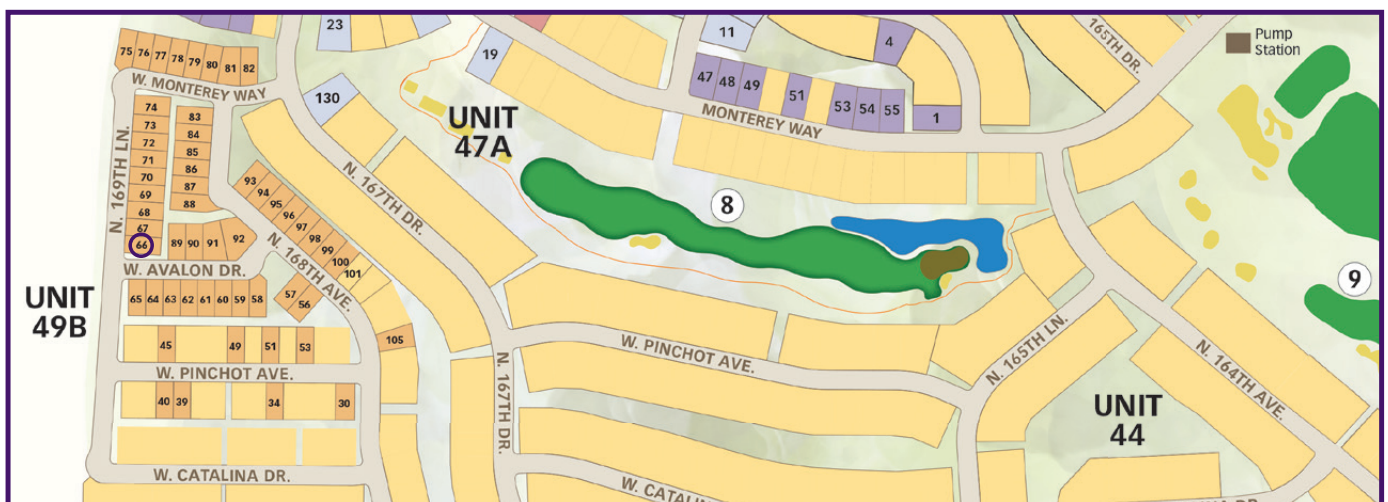 23
11
4
165TH DR.
Pump
Station
19
75 76 77 78 79 80 81 82
W. MONTEREY WAY
130
47 48 49 51 53 54 55 1
MONTEREY WAY
UNIT
47A
74
73
72
71
70
69
68
67
66
83
84
85
86
87
88
N. 169TH LN.
89 90 91 92
W. AVALON DR.
93
94
95
96
97
98
99
100
101
N. 168TH AVE.
N. 167TH DR.
8
9
UNIT
49B
65 64 63 62 61 60 59 58
57
56
105
45 49 51 53
W. PINCHOT AVE.
40 39 34 30
W. CATALINA DR.
N. 167TH DR.
W. PINCHOT AVE.
N. 165TH LN.
N. 164TH AVE.
UNIT
44
W. CATALIN
DR.